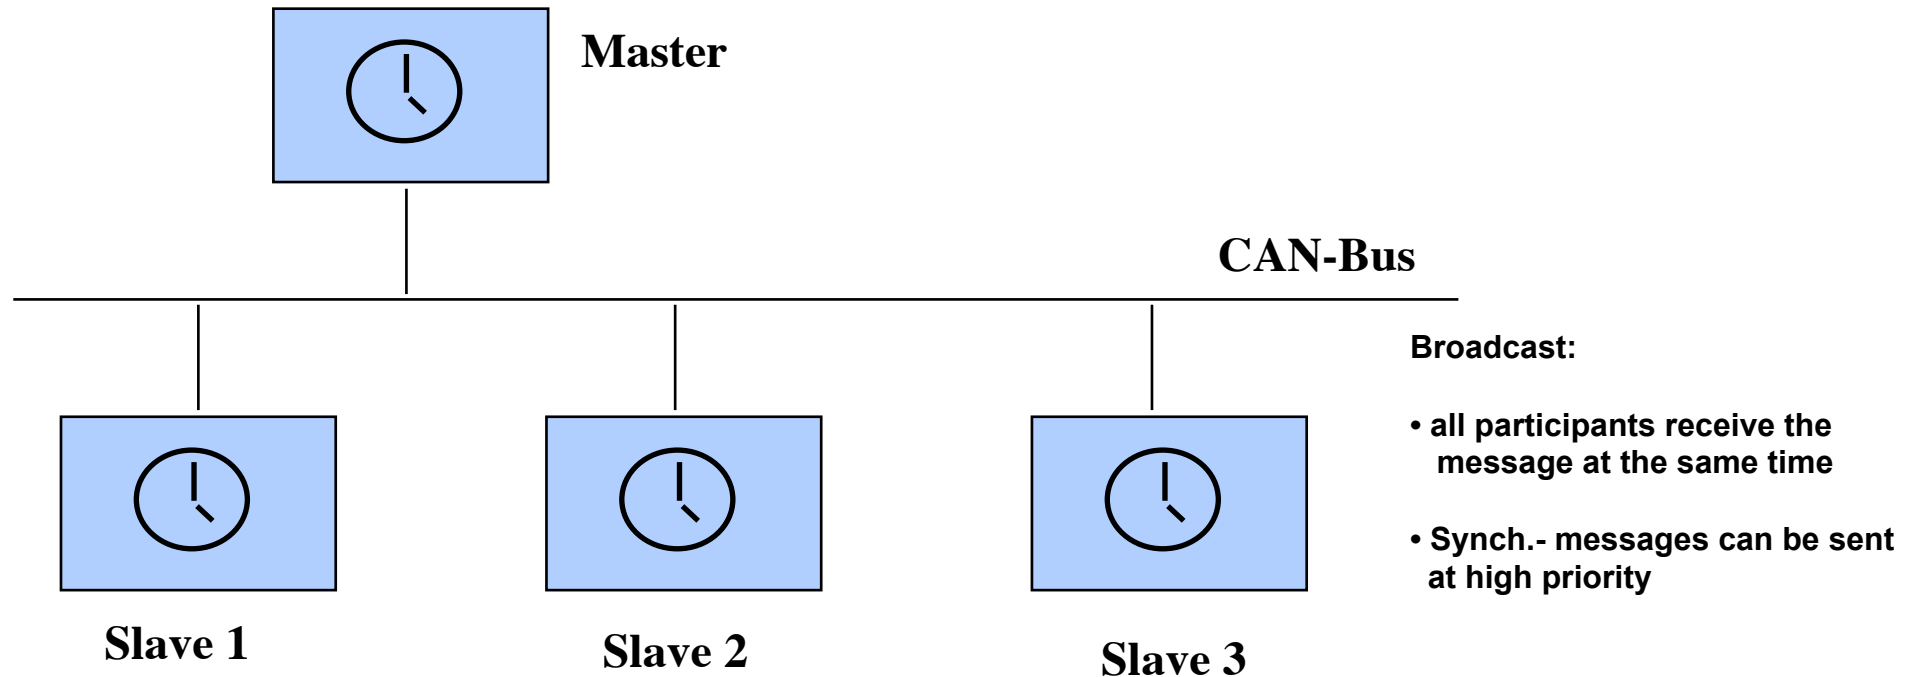 Master
CAN-Bus
Broadcast:
• all participants receive the
message at the same time
• Synch.- messages can be sent
at high priority
Slave 1
Slave 2
Slave 3